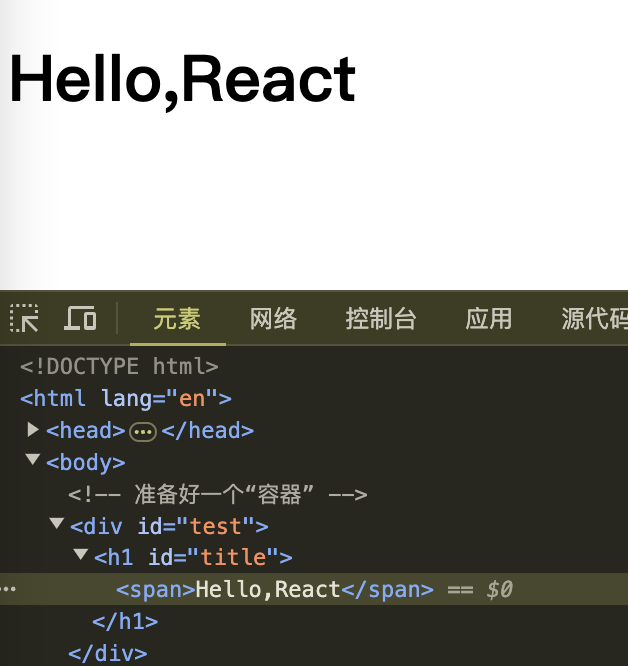 Hello,React
元素 网络 控制台 应用 源代码
<!DOCTYPE html>
<html lang="en">
<head>…</head>
<body>
<!-- 准备好一个“容器” -->
<div id="test">
<h1 id="title">
<span>Hello,React</span> == $0
</h1>
</div>